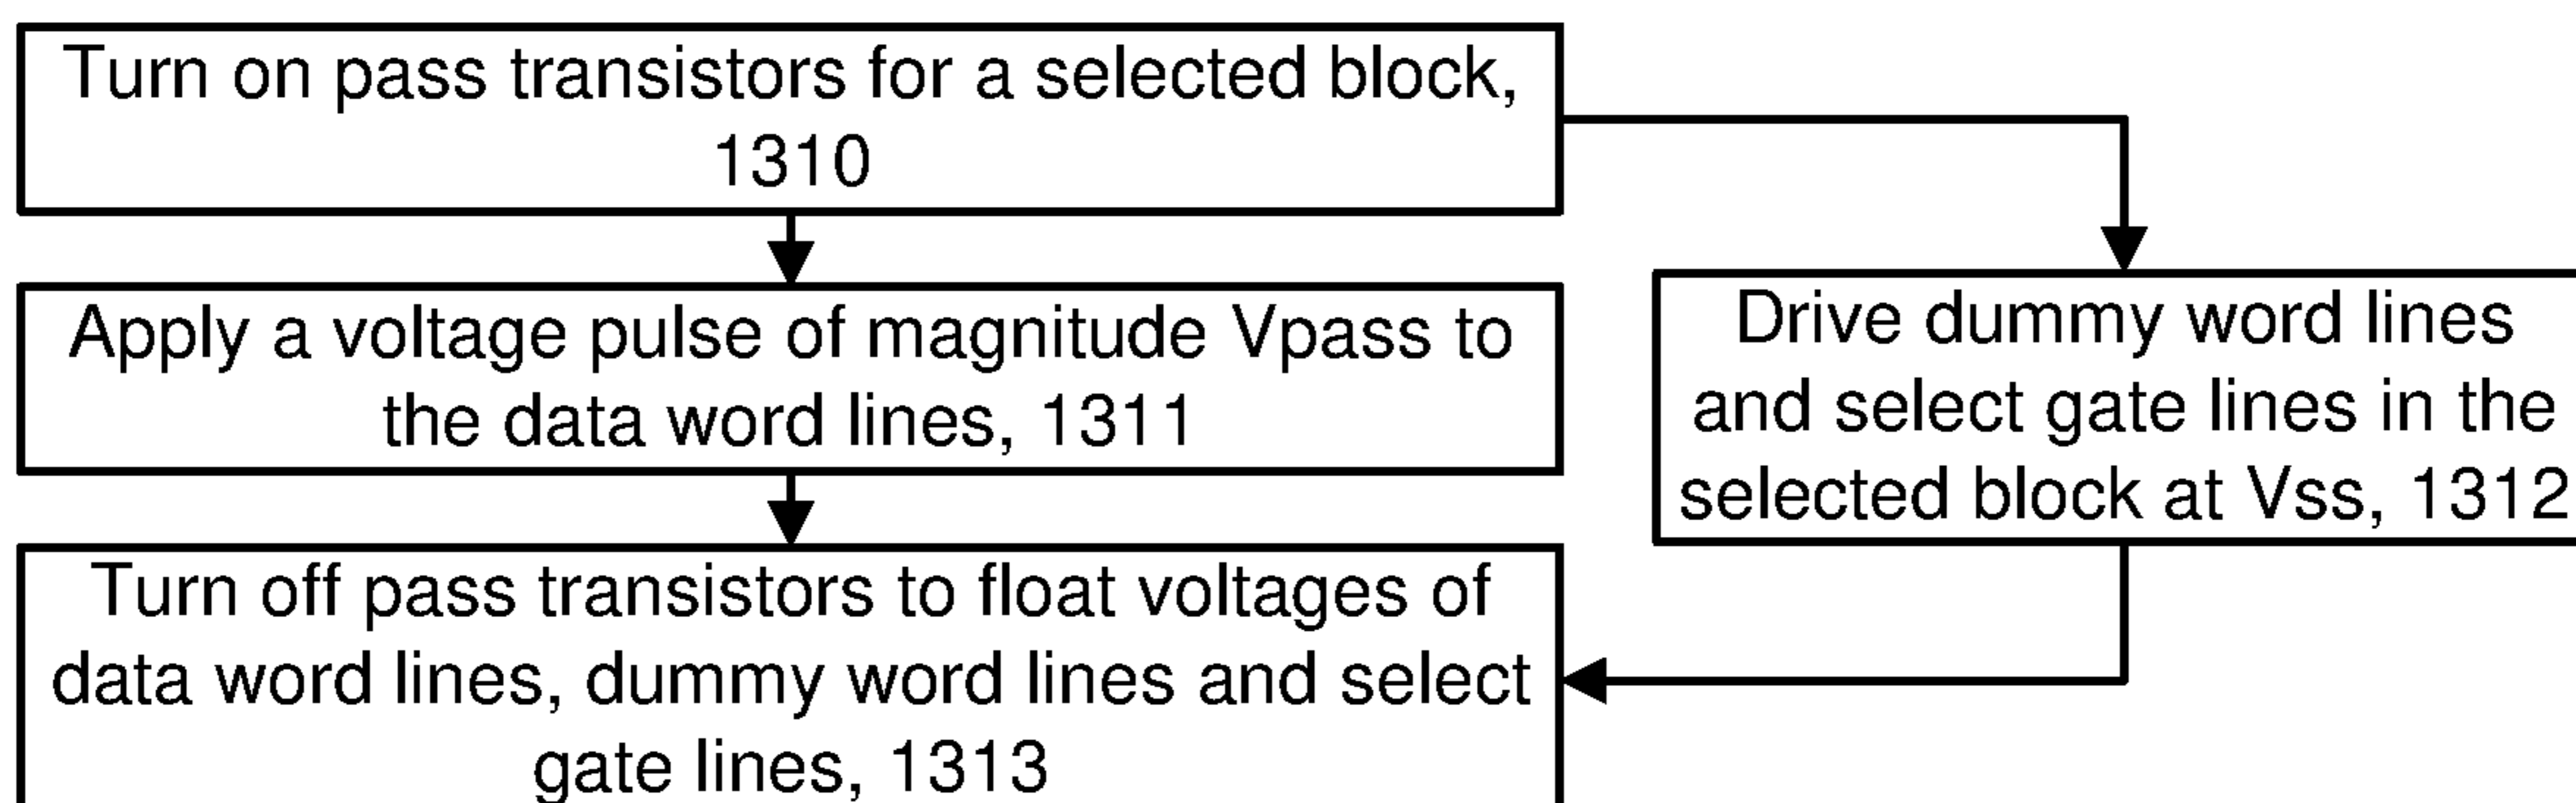 Turn on pass transistors for a selected block,
1310
Apply a voltage pulse of magnitude Vpass to
the data word lines, 1311
Drive dummy word lines
and select gate lines in the
selected block at Vss, 1312
Turn off pass transistors to float voltages of
data word lines, dummy word lines and select
gate lines, 1313